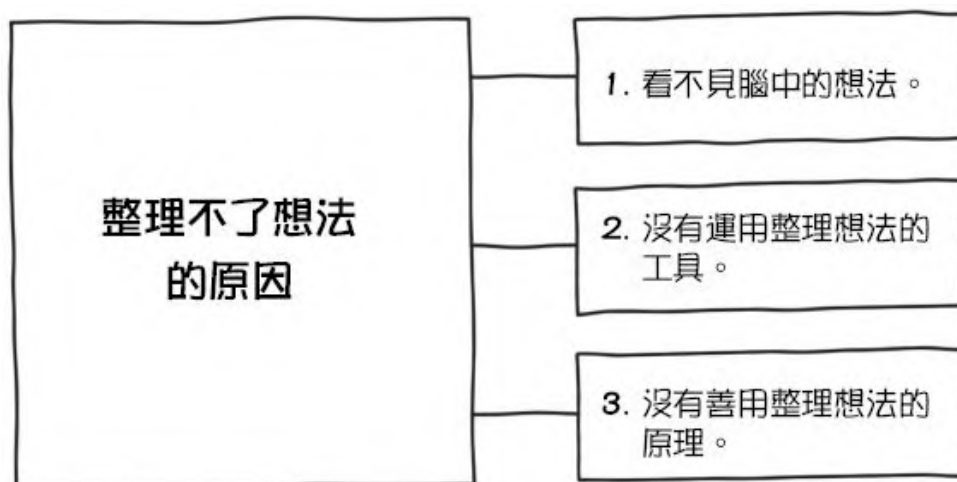 整理不了想法
的原因
1. 看不見腦中的想法。
2. 沒有運用整理想法的
工具。
3. 沒有善用整理想法的
原理。